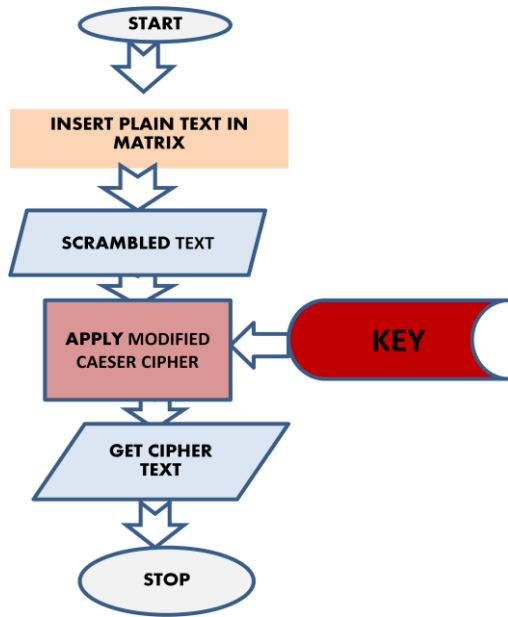 START
INSERT PLAIN TEXT IN
MATRIX
SCRAMBLED TEXT
APPLY MODIFIED
CAESER CIPHER
KEY
GET CIPHER
TEXT
STOP